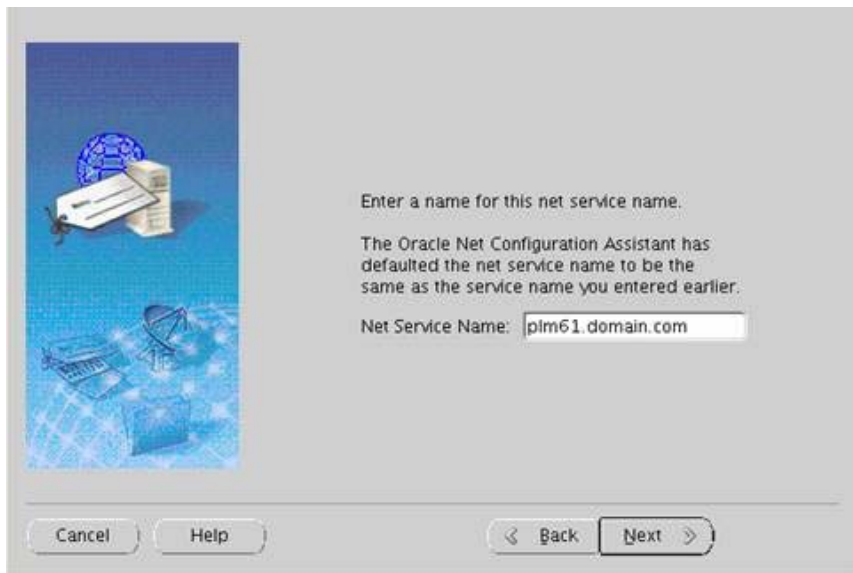 Enter a name for this net service name.
The Oracle Net Configuration Assistant has
defaulted the net service name to be the
same as the service name you entered earlier.
Net Service Name: plm61.domain.com
Cancel
Help
Back
Next